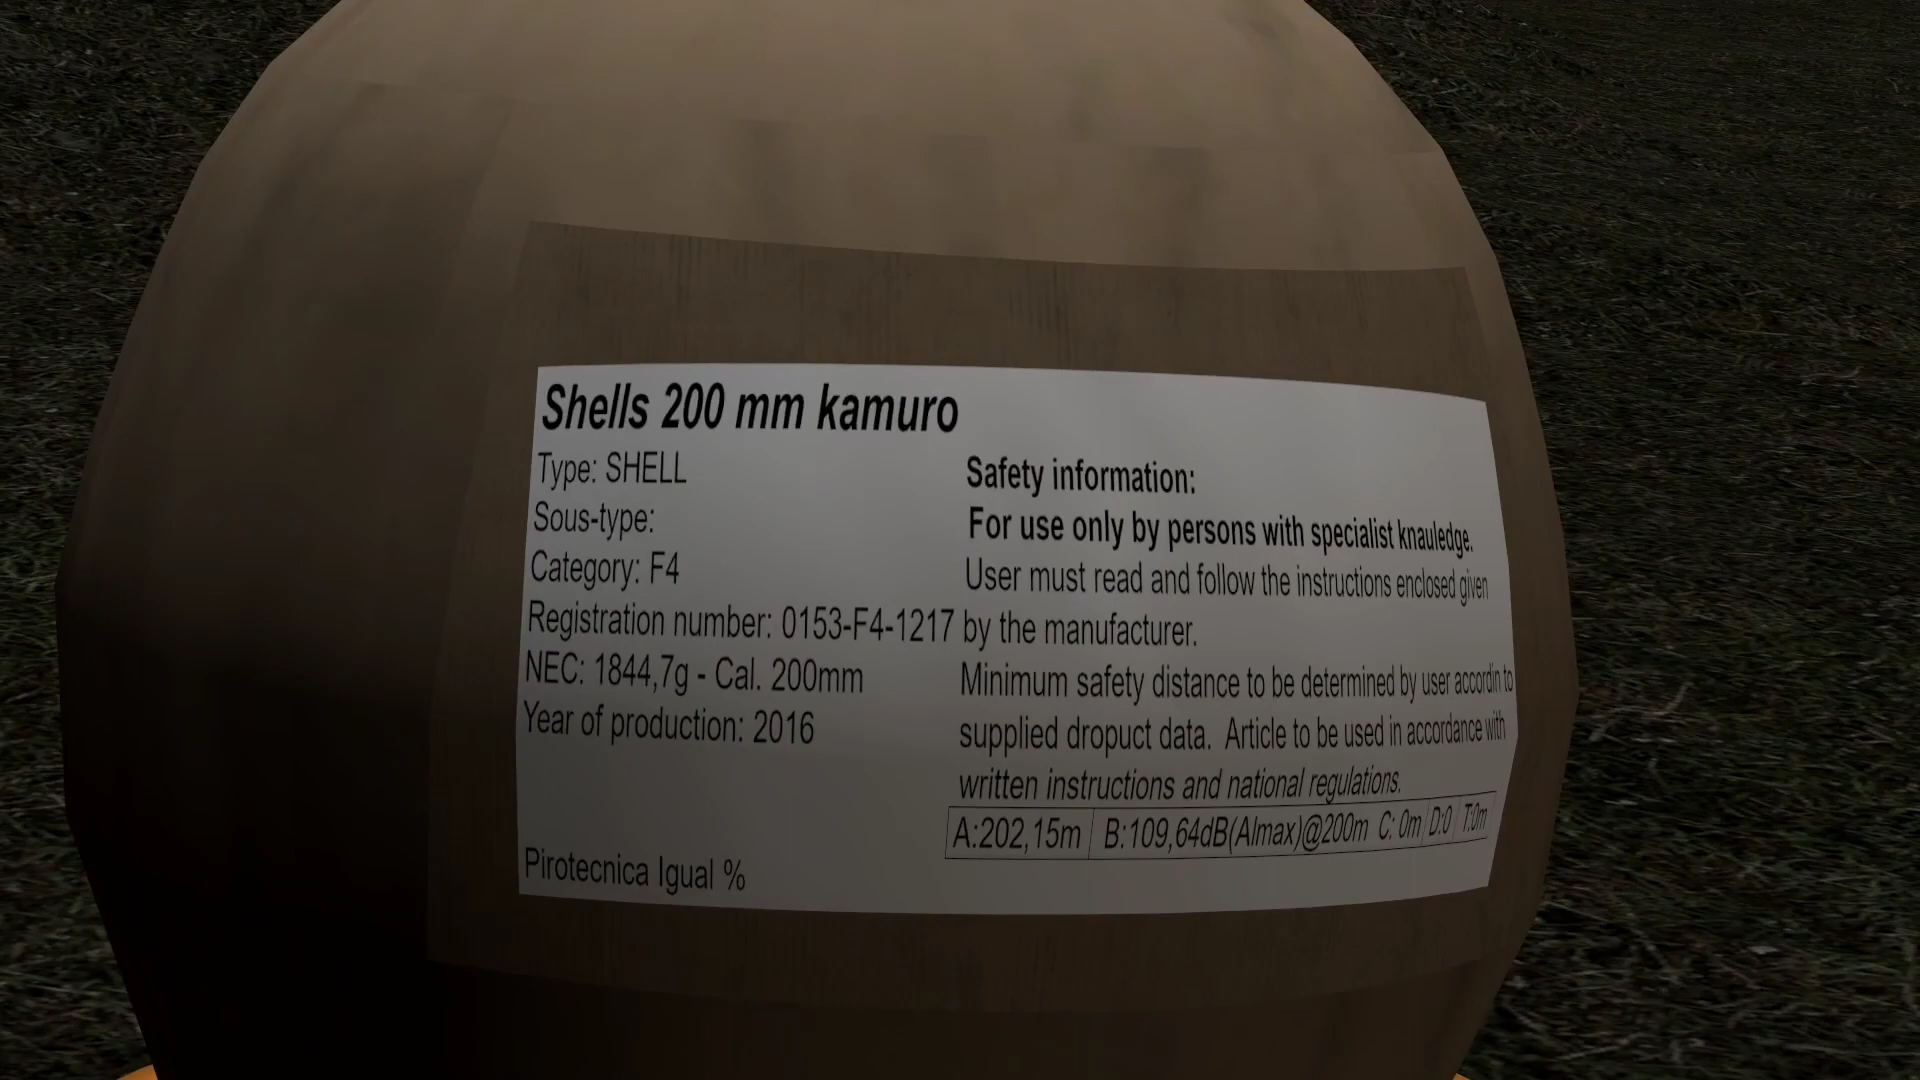 Shells 200 mm kamuro
Type: SHELL
Sous-type:
Category: F4
Registration number: 0153-F4-1217
NEC: 1844,7g - Cal. 200mm
Year of production: 2016
Pirotecnica Igual %
Safety information:
For use only by persons with specialist knauledge.
User must read and follow the instructions enclosed given
by the manufacturer.
Minimum safety distance to be determined by user accordin to
supplied dropuct data. Article to be used in accordance with
written instructions and national regulations.
A:202,15m B:109,64dB(AImax)@200m C: 0m D:0 T:0m